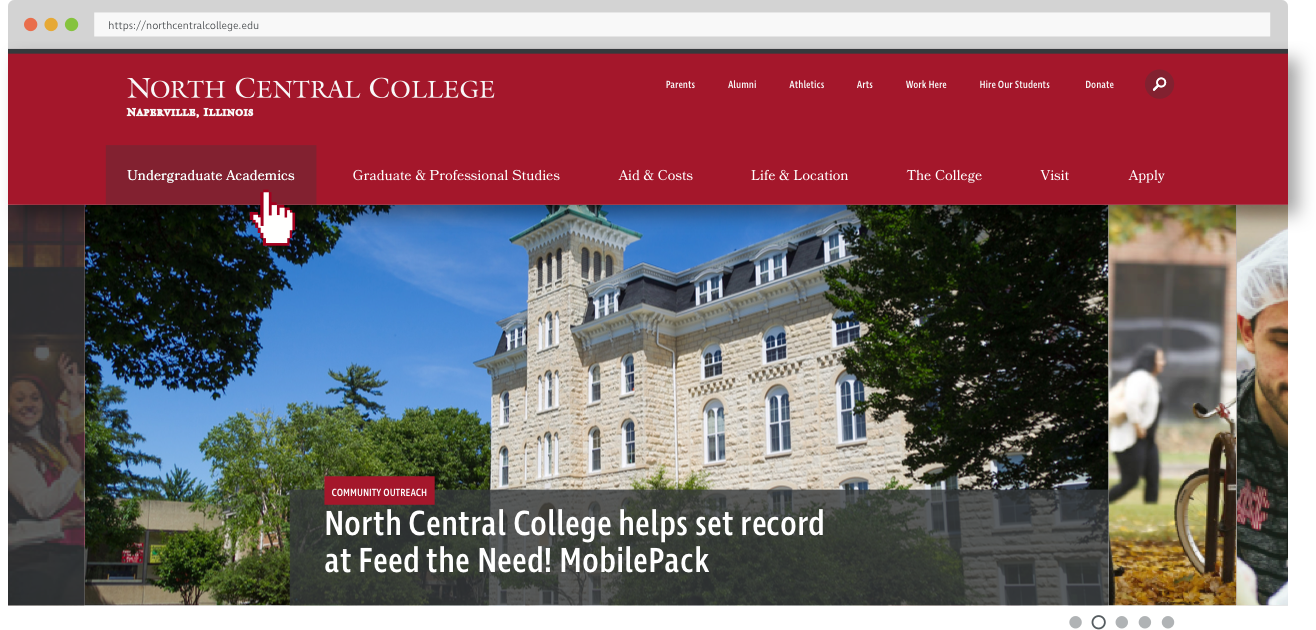 https://northcentralcollege.edu
NORTH CENTRAL COLLEGE
NAPERVILLE, ILLINOIS
Parents Alumni Athletics Arts Work Here Hire Our Students Donate
Undergraduate Academics Graduate & Professional Studies Aid & Costs Life & Location The College Visit Apply
COMMUNITY OUTREACH
North Central College helps set record
at Feed the Need! MobilePack